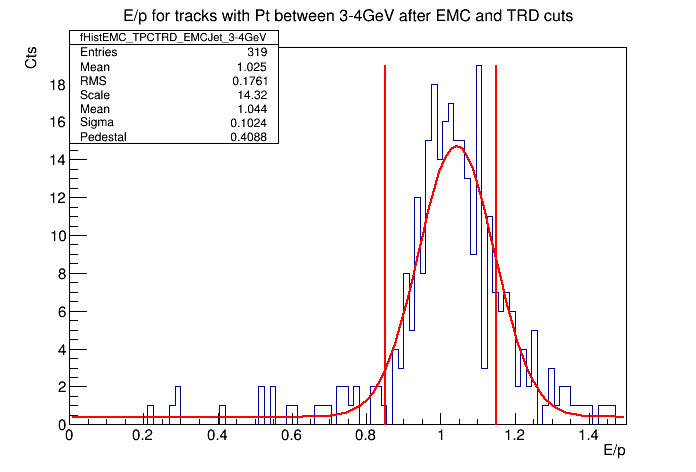 E/p for tracks with Pt between 3-4GeV after EMC and TRD cuts
fHistEMC_TPCTRD_EMCJet_3-4GeV
Entries 319
Mean 1.025
RMS 0.1761
Scale 14.32
Mean 1.044
Sigma 0.1024
Pedestal 0.4088
Cts
18
16
14
12
10
8
6
4
2
0
0 0.2 0.4 0.6 0.8 1 1.2 1.4
E/p